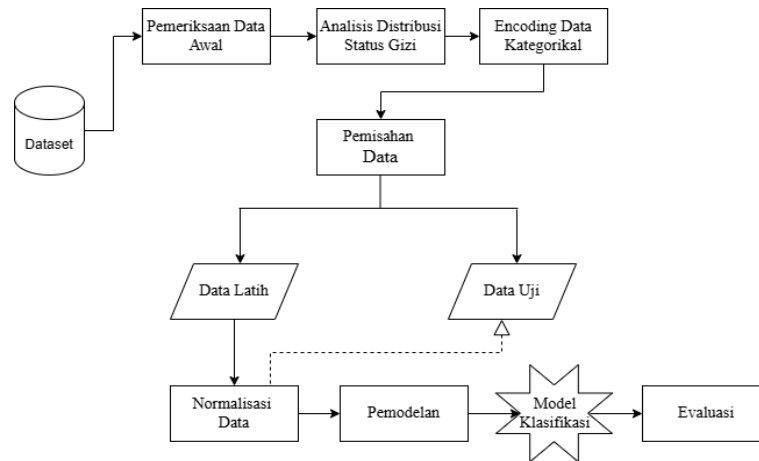 Pemeriksaan Data
Awal
Analisis Distribusi
Status Gizi
Encoding Data
Kategorikal
Dataset
Pemisahan
Data
Data Latih
Data Uji
Normalisasi
Data
Pemodelan
Model
Klasifikasi
Evaluasi